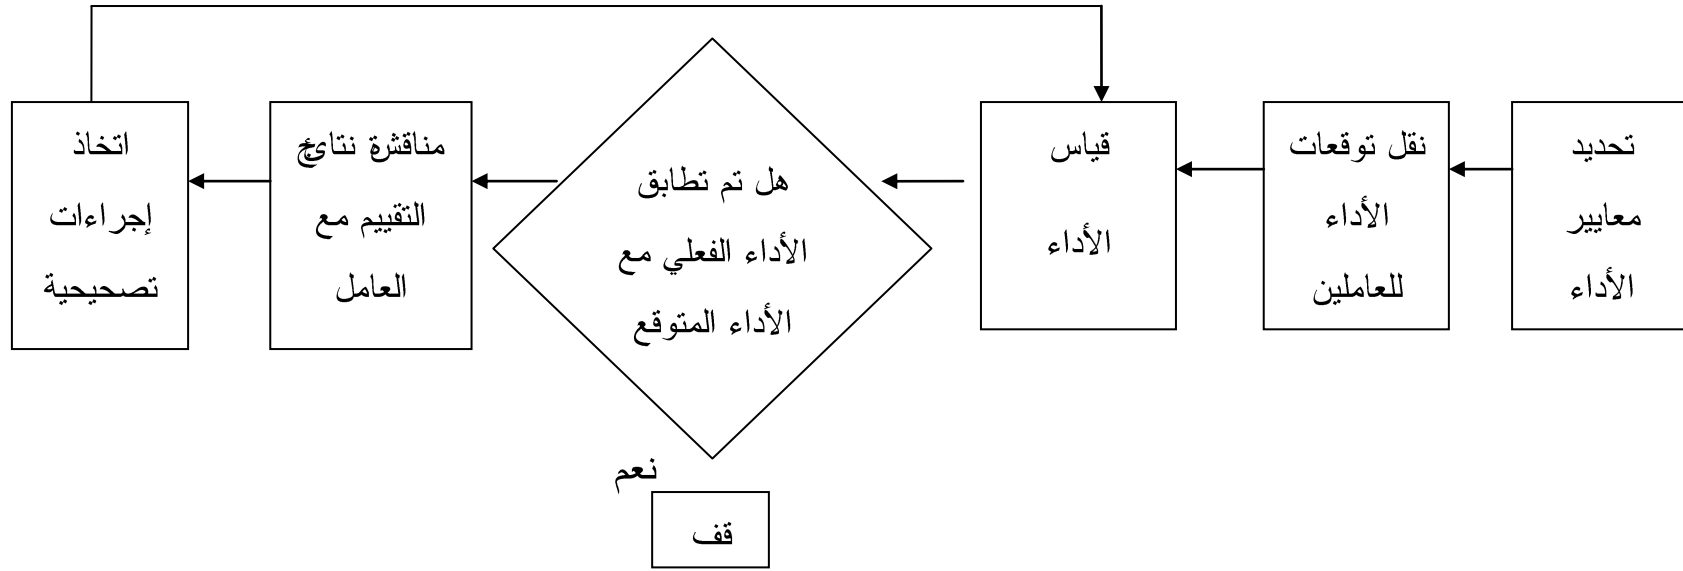 تحديد
معايير
الأداء
نقل توقعات
الأداء
للعاملين
قياس
الأداء
هل تم تطابق
الأداء الفعلي مع
الأداء المتوقع
مناقشة نتائج
التقييم مع
العامل
اتخاذ
إجراءات
تصحيحية
نعم
قف